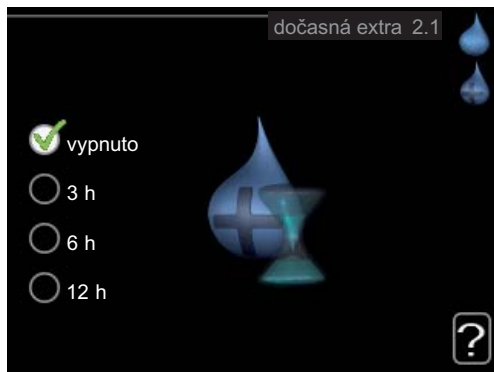 dočasná extra 2.1
vypnuto
3 h
6 h
12 h
?